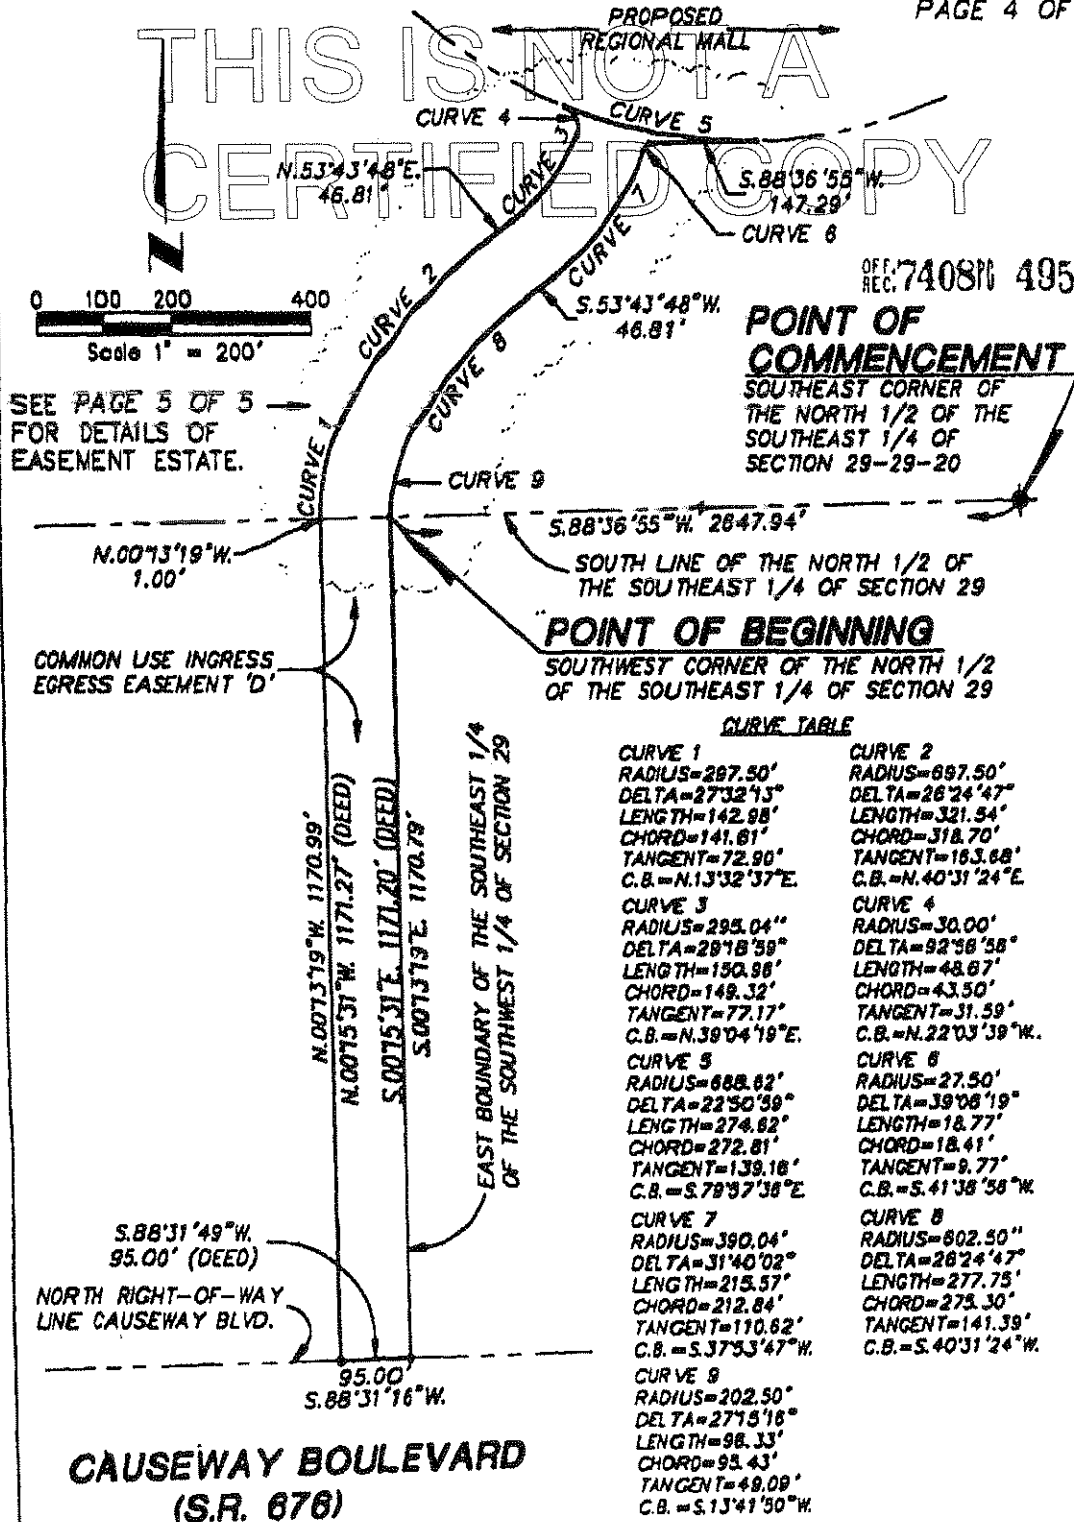 PAGE 4 OF
THIS IS NOT A
CERTIFIED COPY
PROPOSED
REGIONAL MALL
CURVE 4
CURVE 3
CURVE 5
N.53°43'48"E.
46.81'
S.88°36'55"W.
147.29'
CURVE 6
CURVE 7
CURVE 2
S.53°43'48"W.
46.81'
OFF. REC. 7408PG 495
N
0 100 200 400
Scale 1" = 200'
POINT OF
COMMENCEMENT
SOUTHEAST CORNER OF
THE NORTH 1/2 OF THE
SOUTHEAST 1/4 OF
SECTION 29-29-20
SEE PAGE 5 OF 5
FOR DETAILS OF
EASEMENT ESTATE.
CURVE 8
CURVE 1
CURVE 9
S.88°36'55"W. 2647.94'
N.00°13'19"W.
1.00'
SOUTH LINE OF THE NORTH 1/2 OF
THE SOUTHEAST 1/4 OF SECTION 29
POINT OF BEGINNING
SOUTHWEST CORNER OF THE NORTH 1/2
OF THE SOUTHEAST 1/4 OF SECTION 29
COMMON USE INGRESS
EGRESS EASEMENT 'D'
N.00°13'19"W. 1170.99'
N.00°15'31"W. 1171.27' (DEED)
S.00°15'31"E. 1171.20' (DEED)
S.00°13'19"E. 1170.79'
EAST BOUNDARY OF THE SOUTHEAST 1/4
OF THE SOUTHWEST 1/4 OF SECTION 29
S.88°31'49"W.
95.00' (DEED)
NORTH RIGHT-OF-WAY
LINE CAUSEWAY BLVD.
95.00'
S.88°31'16"W.
CAUSEWAY BOULEVARD
(S.R. 676)
CURVE TABLE
CURVE 1
RADIUS=297.50'
DELTA=27°32'13"
LENGTH=142.98'
CHORD=141.61'
TANGENT=72.90'
C.B.=N.13°32'37"E.
CURVE 2
RADIUS=697.50'
DELTA=26°24'47"
LENGTH=321.54'
CHORD=318.70'
TANGENT=163.68'
C.B.=N.40°31'24"E.
CURVE 3
RADIUS=295.04''
DELTA=29°18'59"
LENGTH=150.96'
CHORD=149.32'
TANGENT=77.17'
C.B.=N.39°04'19"E.
CURVE 4
RADIUS=30.00'
DELTA=92°56'58"
LENGTH=48.67'
CHORD=43.50'
TANGENT=31.59'
C.B.=N.22°03'39"W.
CURVE 5
RADIUS=688.62'
DELTA=22°50'59"
LENGTH=274.62'
CHORD=272.81'
TANGENT=139.16'
C.B.=S.79°57'36"E.
CURVE 6
RADIUS=27.50'
DELTA=39°06'19"
LENGTH=18.77'
CHORD=18.41'
TANGENT=9.77'
C.B.=S.41°36'56"W.
CURVE 7
RADIUS=390.04'
DELTA=31°40'02"
LENGTH=215.57'
CHORD=212.84'
TANGENT=110.62'
C.B.=S.37°53'47"W.
CURVE 8
RADIUS=602.50''
DELTA=26°24'47"
LENGTH=277.75'
CHORD=275.30'
TANGENT=141.39'
C.B.=S.40°31'24"W.
CURVE 9
RADIUS=202.50'
DELTA=27°15'16"
LENGTH=96.33'
CHORD=95.43'
TANGENT=49.09'
C.B.=S.13°41'50"W.